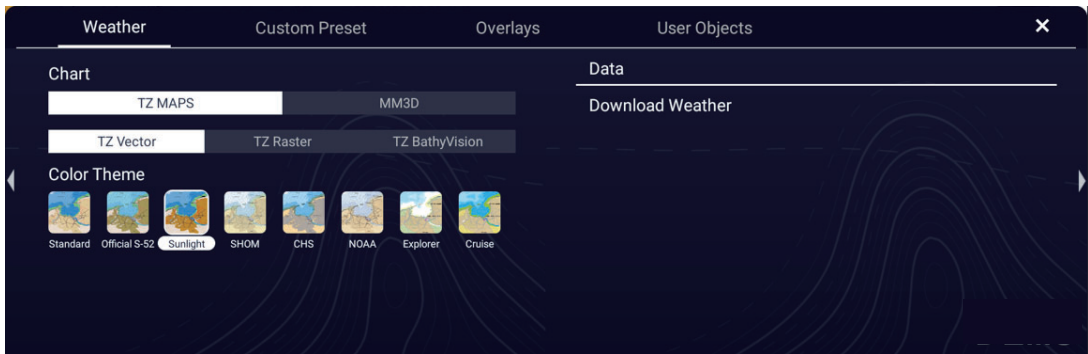 Weather
Custom Preset
Overlays
User Objects
Chart
TZ MAPS
MM3D
TZ Vector
TZ Raster
TZ BathyVision
Color Theme
Standard
Official S-52
Sunlight
SHOM
CHS
NOAA
Explorer
Cruise
Data
Download Weather